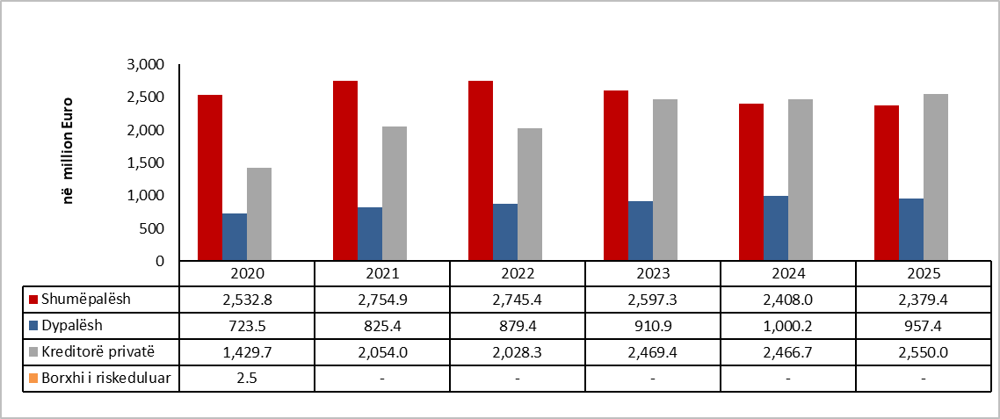 në million Euro
3,000
2,500
2,000
1,500
1,000
500
0
2020 2021 2022 2023 2024 2025
Shumëpalësh 2,532.8 2,754.9 2,745.4 2,597.3 2,408.0 2,379.4
Dypalësh 723.5 825.4 879.4 910.9 1,000.2 957.4
Kreditorë privatë 1,429.7 2,054.0 2,028.3 2,469.4 2,466.7 2,550.0
Borxhi i riskeduluar 2.5 - - - - -